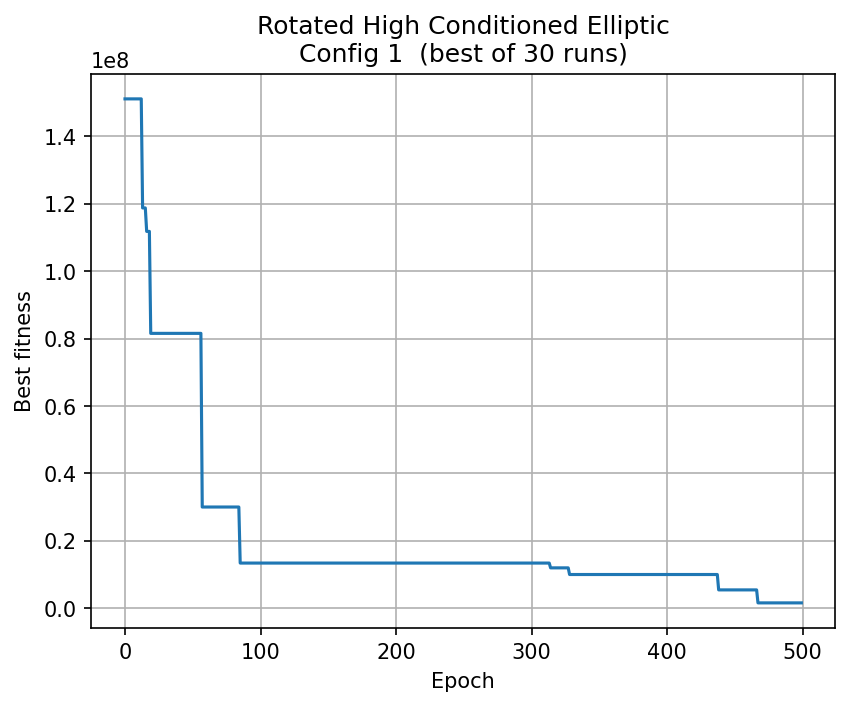 Rotated High Conditioned Elliptic
Config 1  (best of 30 runs)
1e8
1.4
1.2
1.0
0.8
0.6
0.4
0.2
0.0
Best fitness
0 100 200 300 400 500
Epoch